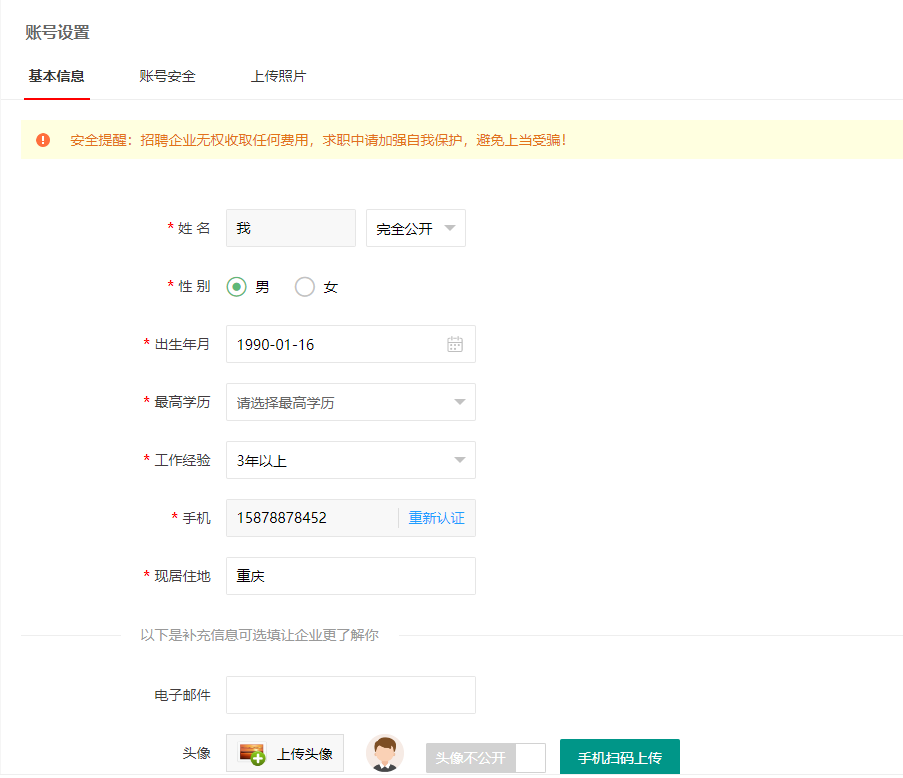 账号设置
基本信息 账号安全 上传照片
安全提醒：招聘企业无权收取任何费用，求职中请加强自我保护，避免上当受骗！
* 姓 名 我 完全公开
* 性 别 男 女
* 出生年月 1990-01-16
* 最高学历 请选择最高学历
* 工作经验 3年以上
* 手机 15878878452 重新认证
* 现居住地 重庆
以下是补充信息可选填让企业更了解你
电子邮件
头像 上传头像 头像不公开 手机扫码上传